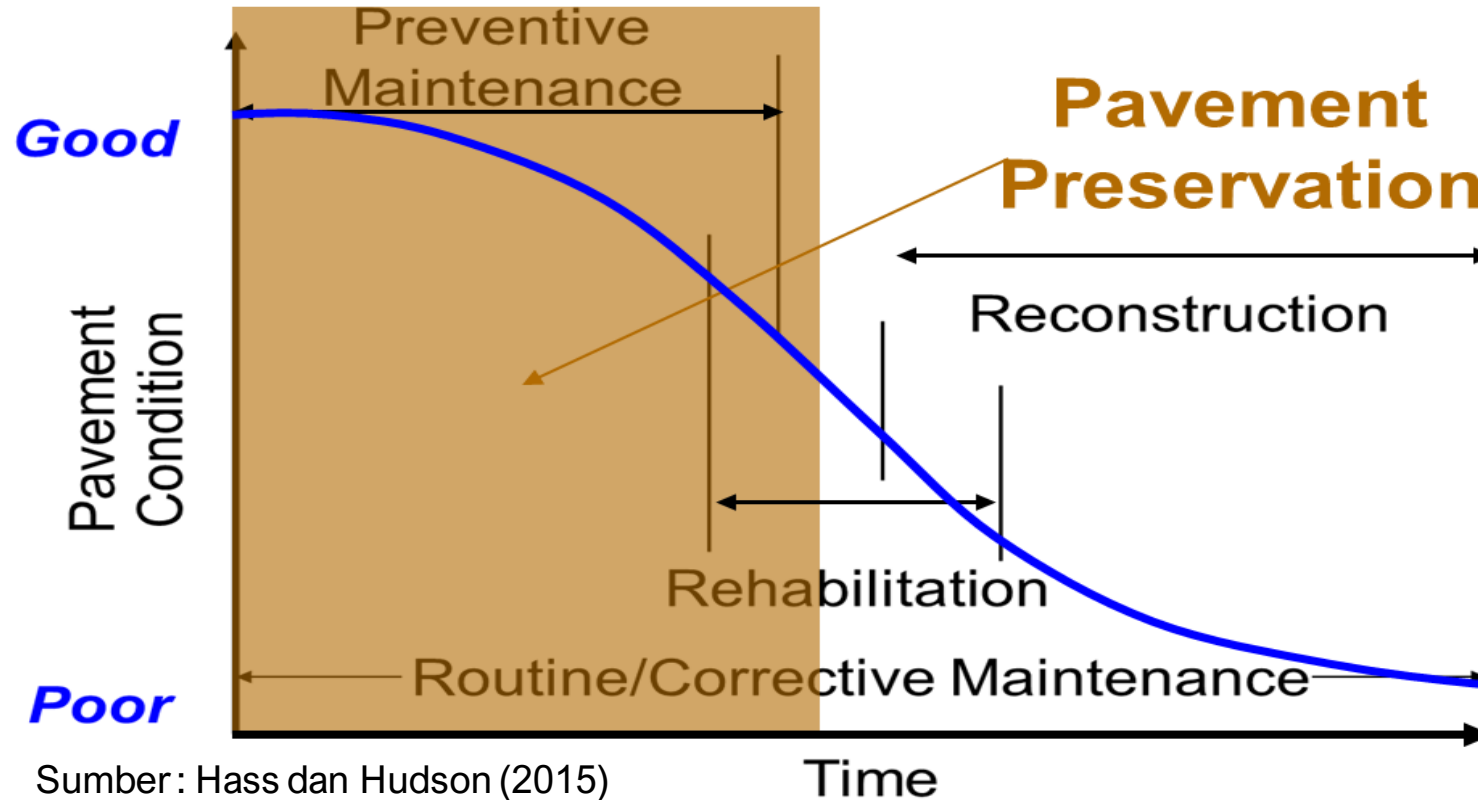 Preventive
Maintenance
Pavement
Preservation
Good
Reconstruction
Pavement
Condition
Rehabilitation
Routine/Corrective Maintenance
Poor
Time
Sumber: Hass dan Hudson (2015)